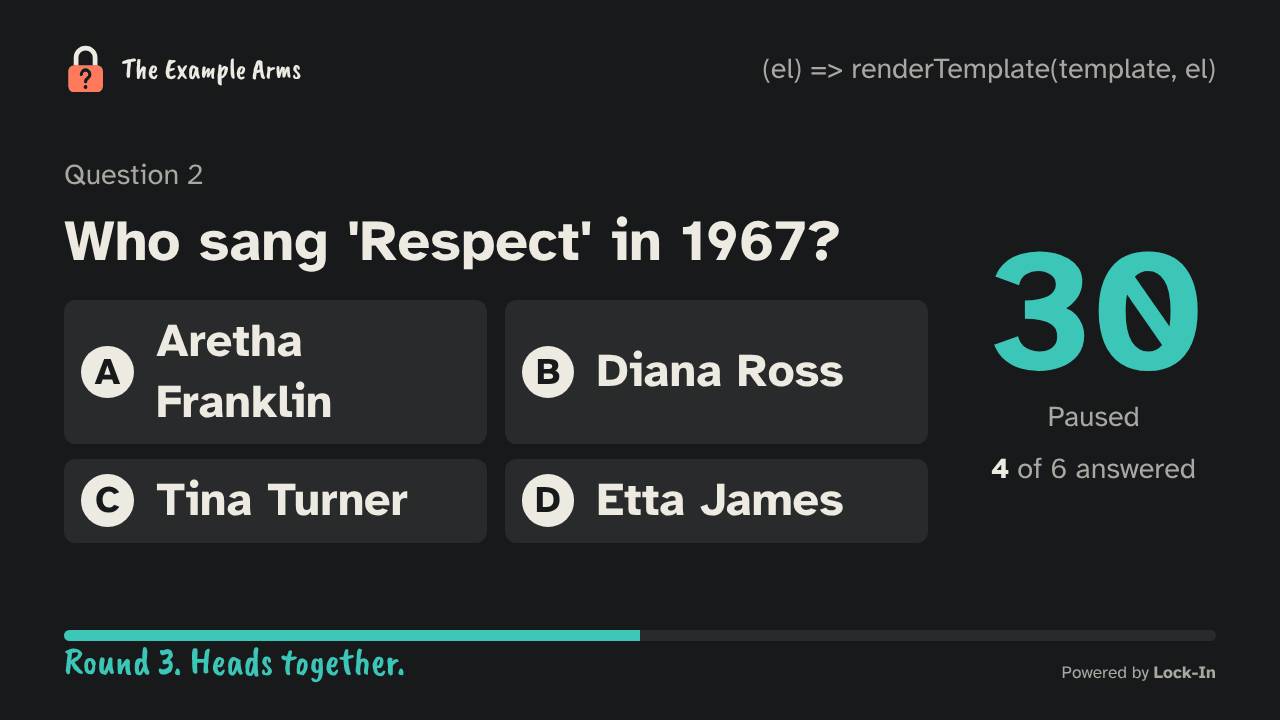 ?
The Example Arms
(el) => renderTemplate(template, el)
Question 2
Who sang 'Respect' in 1967?
A Aretha
Franklin
B Diana Ross
C Tina Turner
D Etta James
30
Paused
4 of 6 answered
Round 3. Heads together.
Powered by Lock-In